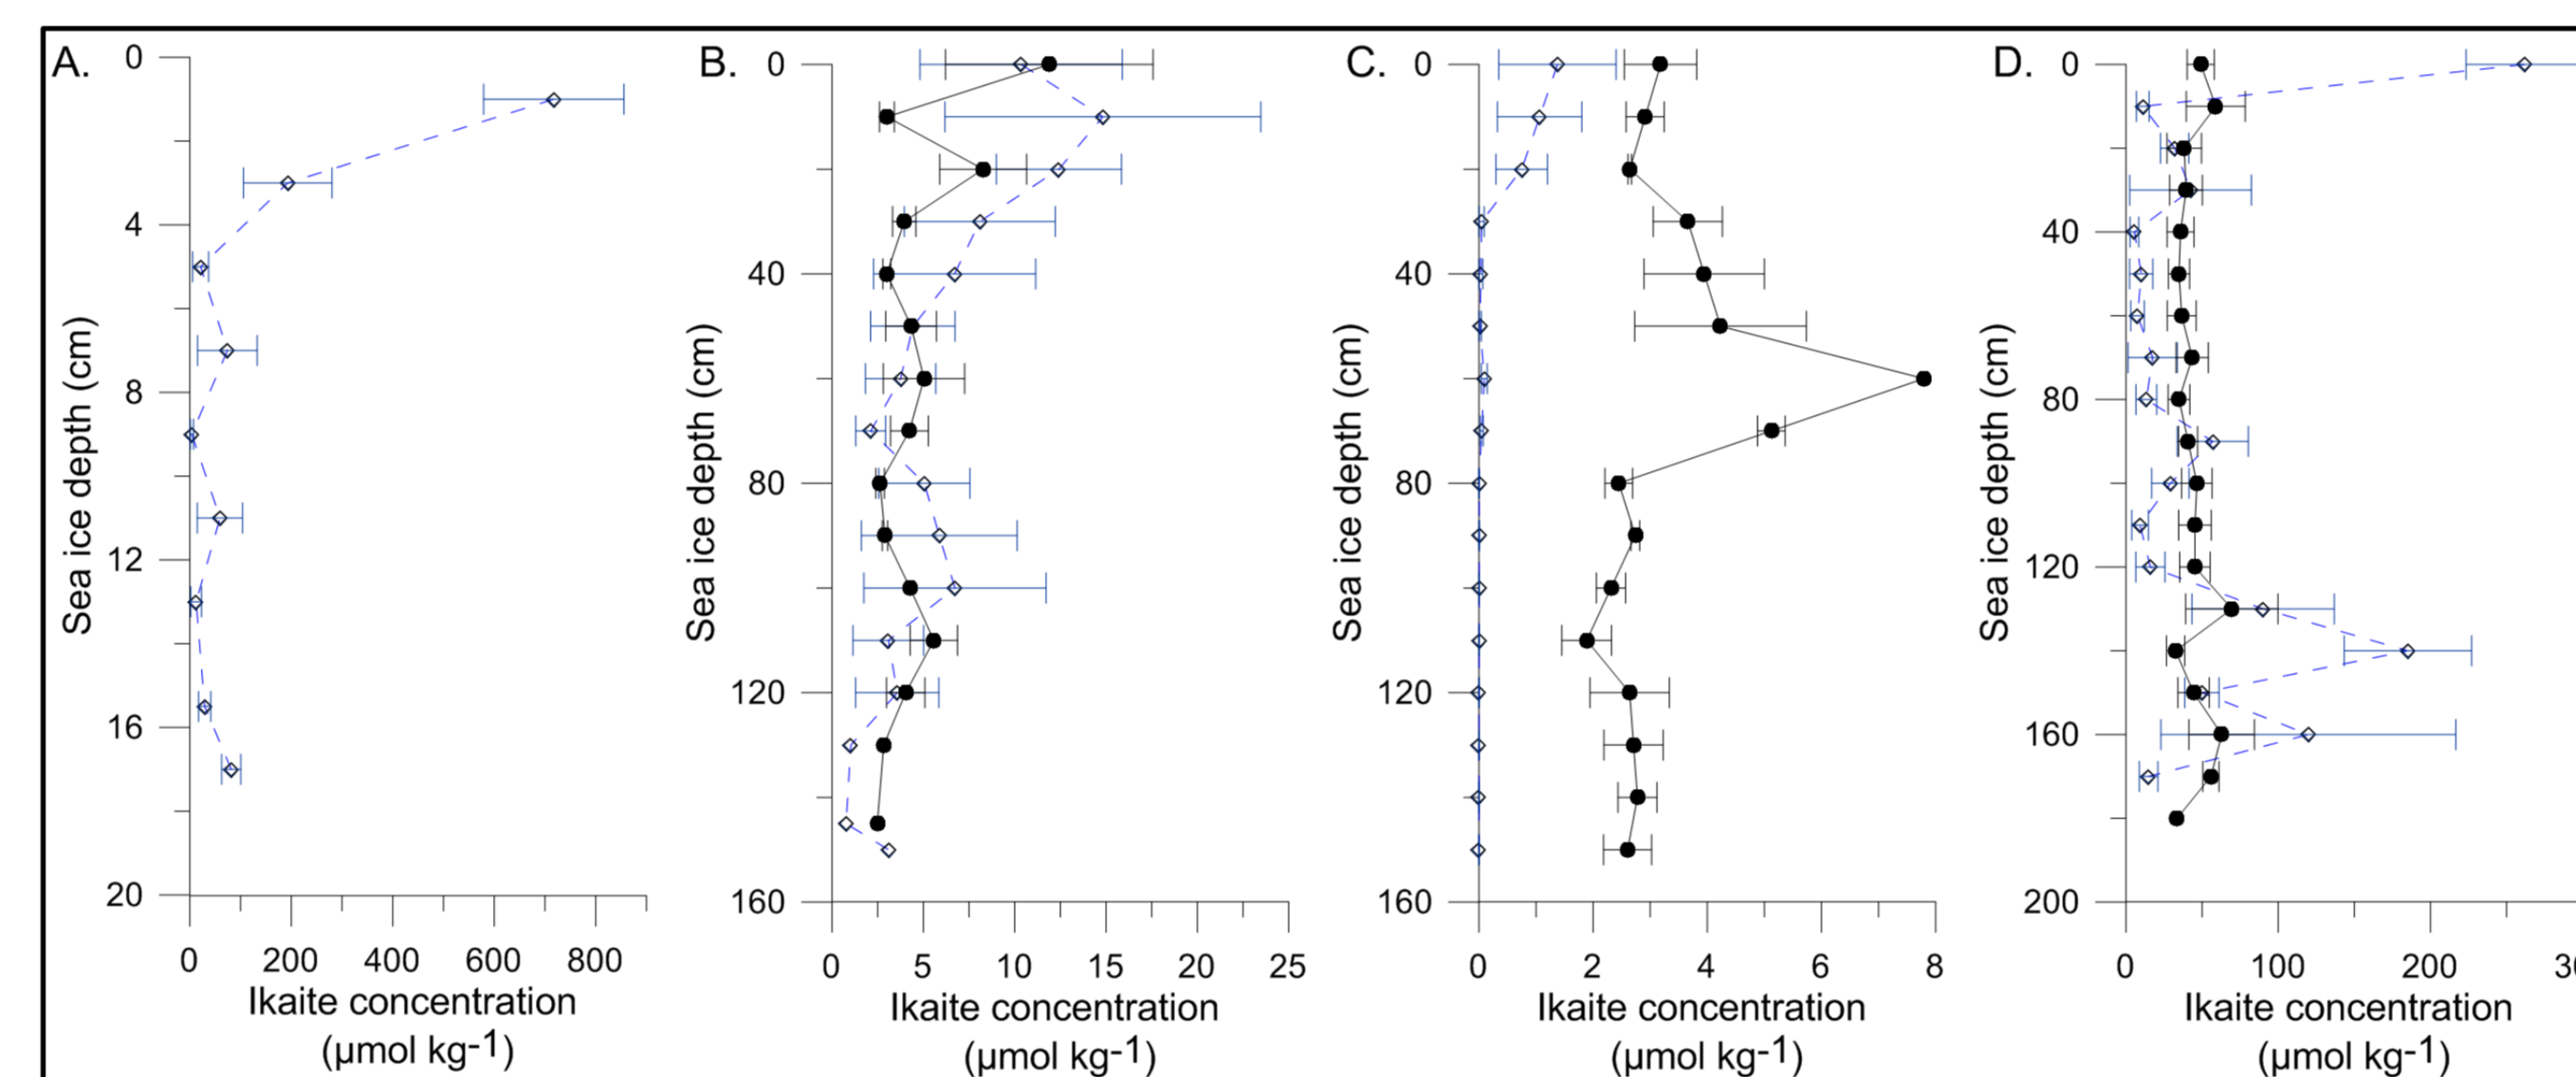 A.
0
4
8
12
16
20
Sea ice depth (cm)
0 200 400 600 800
Ikaite concentration
(µmol kg-1)
B.
0
40
80
120
160
Sea ice depth (cm)
0 5 10 15 20 25
Ikaite concentration
(µmol kg-1)
C.
0
40
80
120
160
Sea ice depth (cm)
0 2 4 6 8
Ikaite concentration
(µmol kg-1)
D.
0
40
80
120
160
200
Sea ice depth (cm)
0 100 200
Ikaite concentration
(µmol kg-1)